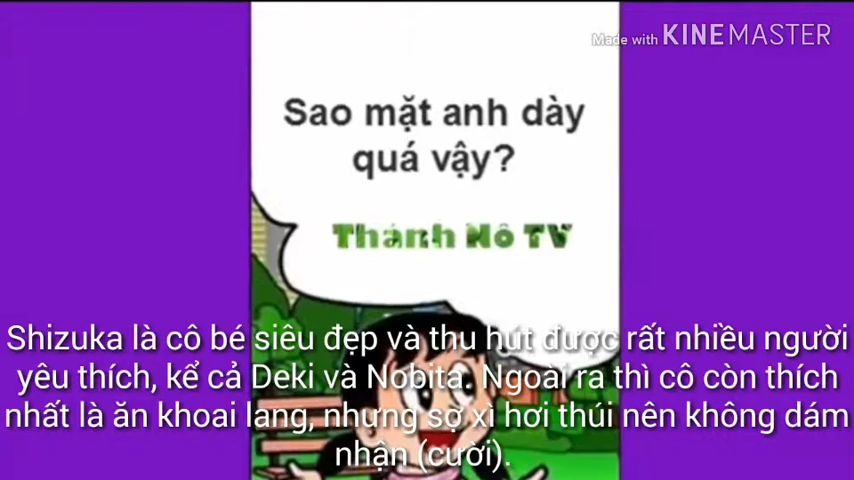 Made with KINEMASTER
Sao mặt anh dày
quá vậy?
Thánh Nô TV
Shizuka là cô bé siêu đẹp và thu hút được rất nhiều người
yêu thích, kể cả Deki và Nobita. Ngoài ra thì cô còn thích
nhất là ăn khoai lang, nhưng sợ xì hơi thúi nên không dám
nhận (cười).